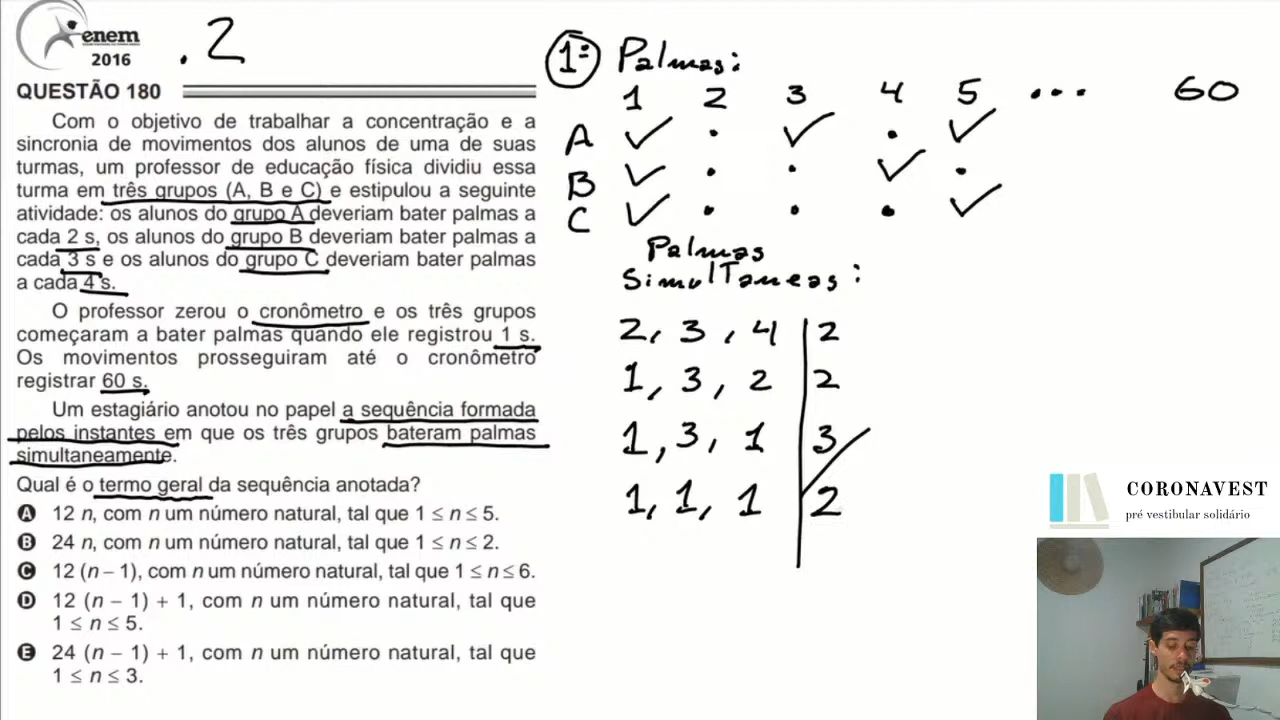 enem
2016
. 2
QUESTÃO 180
Com o objetivo de trabalhar a concentração e a
sincronia de movimentos dos alunos de uma de suas
turmas, um professor de educação física dividiu essa
turma em três grupos (A, B e C) e estipulou a seguinte
atividade: os alunos do grupo A deveriam bater palmas a
cada 2 s, os alunos do grupo B deveriam bater palmas a
cada 3 s e os alunos do grupo C deveriam bater palmas
a cada 4 s.
O professor zerou o cronômetro e os três grupos
começaram a bater palmas quando ele registrou 1 s.
Os movimentos prosseguiram até o cronômetro
registrar 60 s.
Um estagiário anotou no papel a sequência formada
pelos instantes em que os três grupos bateram palmas
simultaneamente.
Qual é o termo geral da sequência anotada?
A 12 n, com n um número natural, tal que 1 ≤ n ≤ 5.
B 24 n, com n um número natural, tal que 1 ≤ n ≤ 2.
C 12 (n – 1), com n um número natural, tal que 1 ≤ n ≤ 6.
D 12 (n – 1) + 1, com n um número natural, tal que
1 ≤ n ≤ 5.
E 24 (n – 1) + 1, com n um número natural, tal que
1 ≤ n ≤ 3.
1º Palmas:
1 2 3 4 5 ... 60
A ✓ . ✓ . ✓
B ✓ . . ✓ .
C ✓ . . . ✓
Palmas
Simultaneas:
2, 3, 4 | 2
1, 3, 2 | 2
1, 3, 1 | 3
1, 1, 1 | 2
CORONAVEST
pré vestibular solidário